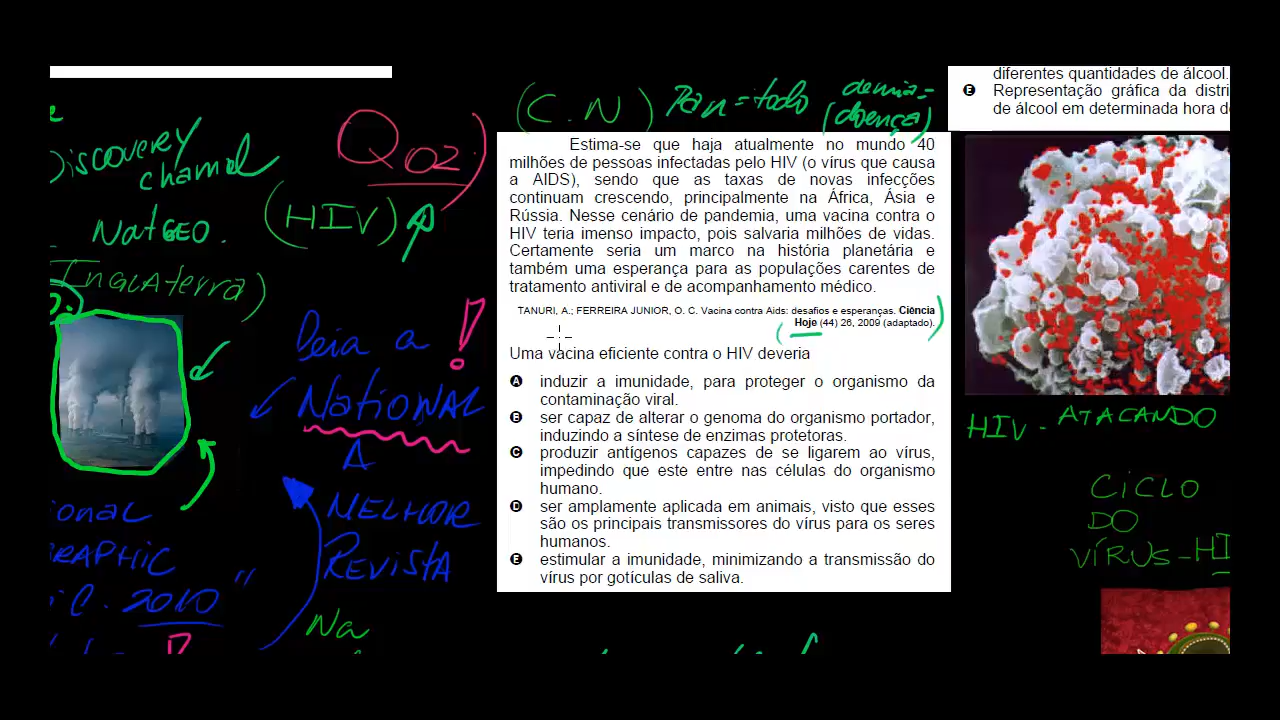 Discovery
chanel
NatGEO.
InglAterra)
Q02
(HIV)
Leia a !
NATIONAL
A
MELHOR
REVISTA
ional
GRAPHIC
2010
Na
(C.N) Pan = todo demia=
(doença)
Estima-se que haja atualmente no mundo 40
milhões de pessoas infectadas pelo HIV (o vírus que causa
a AIDS), sendo que as taxas de novas infecções
continuam crescendo, principalmente na África, Ásia e
Rússia. Nesse cenário de pandemia, uma vacina contra o
HIV teria imenso impacto, pois salvaria milhões de vidas.
Certamente seria um marco na história planetária e
também uma esperança para as populações carentes de
tratamento antiviral e de acompanhamento médico.
TANURI, A.; FERREIRA JUNIOR, O. C. Vacina contra Aids: desafios e esperanças. Ciência
Hoje (44) 26, 2009 (adaptado).
Uma vacina eficiente contra o HIV deveria
A induzir a imunidade, para proteger o organismo da
contaminação viral.
B ser capaz de alterar o genoma do organismo portador,
induzindo a síntese de enzimas protetoras.
C produzir antígenos capazes de se ligarem ao vírus,
impedindo que este entre nas células do organismo
humano.
D ser amplamente aplicada em animais, visto que esses
são os principais transmissores do vírus para os seres
humanos.
E estimular a imunidade, minimizando a transmissão do
vírus por gotículas de saliva.
diferentes quantidades de álcool.
E Representação gráfica da distri
de álcool em determinada hora d
HIV - ATACANDO
CiCLO
DO
VÍRUS - HI